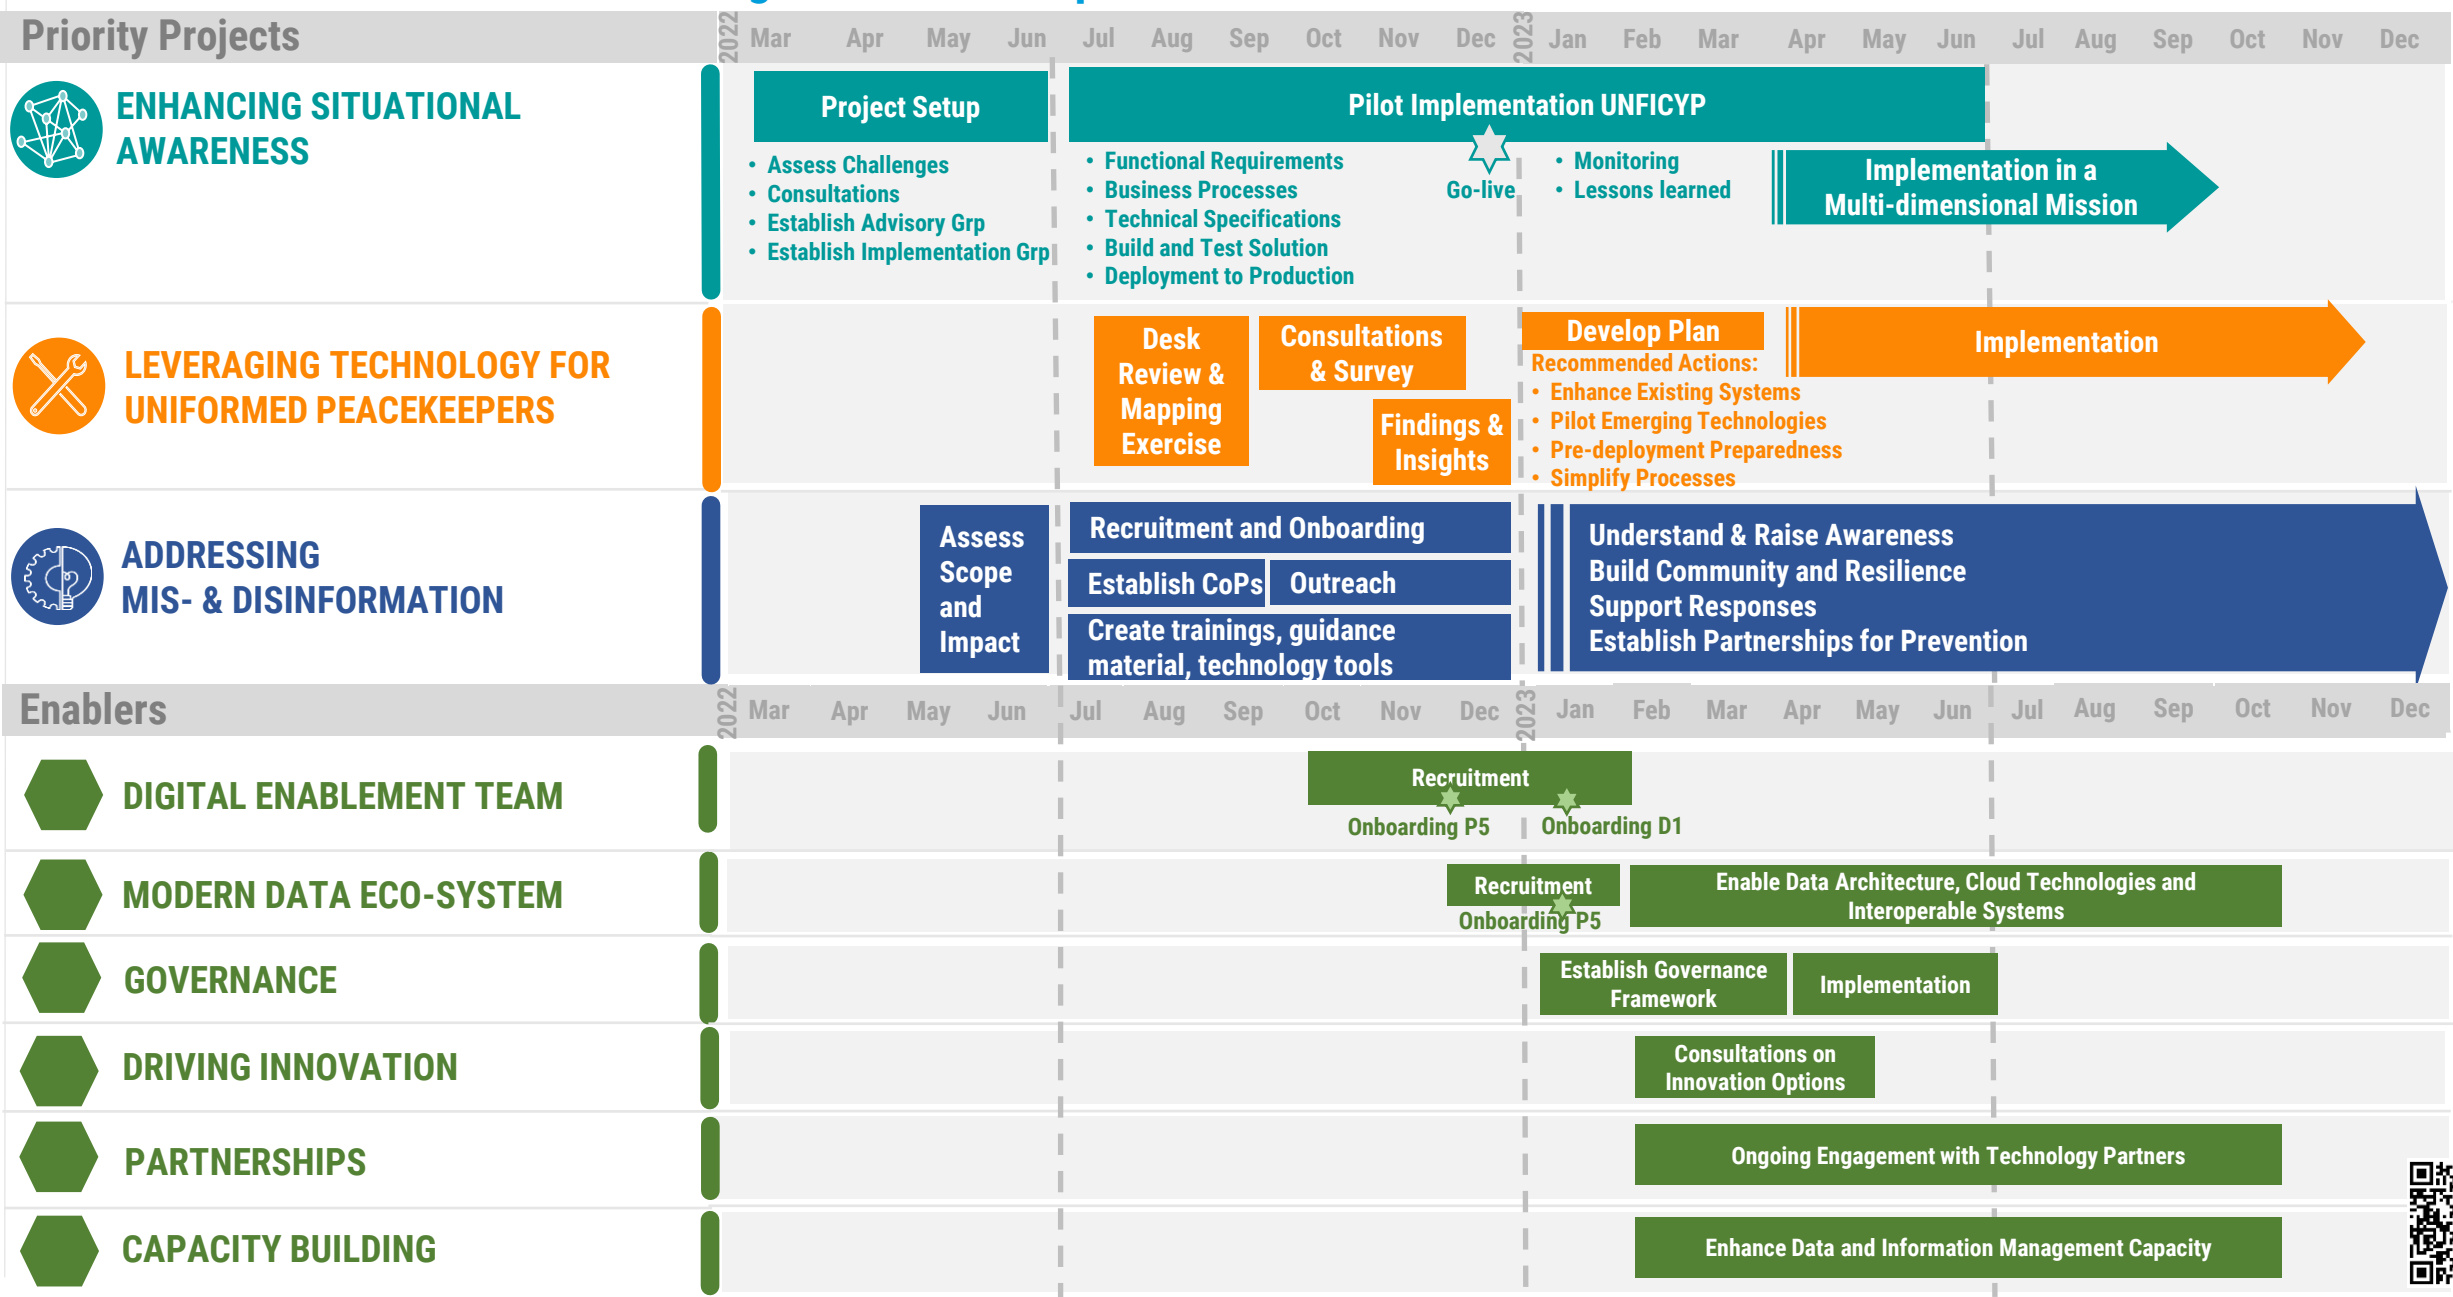 Priority Projects
2022 Mar Apr May Jun Jul Aug Sep Oct Nov Dec 2023 Jan Feb Mar Apr May Jun Jul Aug Sep Oct Nov Dec
ENHANCING SITUATIONAL
AWARENESS
Project Setup
• Assess Challenges
• Consultations
• Establish Advisory Grp
• Establish Implementation Grp
Pilot Implementation UNFICYP
• Functional Requirements
• Business Processes
• Technical Specifications
• Build and Test Solution
• Deployment to Production
Go-live
• Monitoring
• Lessons learned
Implementation in a
Multi-dimensional Mission
LEVERAGING TECHNOLOGY FOR
UNIFORMED PEACEKEEPERS
Desk
Review &
Mapping
Exercise
Consultations
& Survey
Findings &
Insights
Develop Plan
Recommended Actions:
• Enhance Existing Systems
• Pilot Emerging Technologies
• Pre-deployment Preparedness
• Simplify Processes
Implementation
ADDRESSING
MIS- & DISINFORMATION
Assess
Scope
and
Impact
Recruitment and Onboarding
Establish CoPs
Outreach
Create trainings, guidance
material, technology tools
Understand & Raise Awareness
Build Community and Resilience
Support Responses
Establish Partnerships for Prevention
Enablers
2022 Mar Apr May Jun Jul Aug Sep Oct Nov Dec 2023 Jan Feb Mar Apr May Jun Jul Aug Sep Oct Nov Dec
DIGITAL ENABLEMENT TEAM
Recruitment
Onboarding P5
Onboarding D1
MODERN DATA ECO-SYSTEM
Recruitment
Onboarding P5
Enable Data Architecture, Cloud Technologies and
Interoperable Systems
GOVERNANCE
Establish Governance
Framework
Implementation
DRIVING INNOVATION
Consultations on
Innovation Options
PARTNERSHIPS
Ongoing Engagement with Technology Partners
CAPACITY BUILDING
Enhance Data and Information Management Capacity